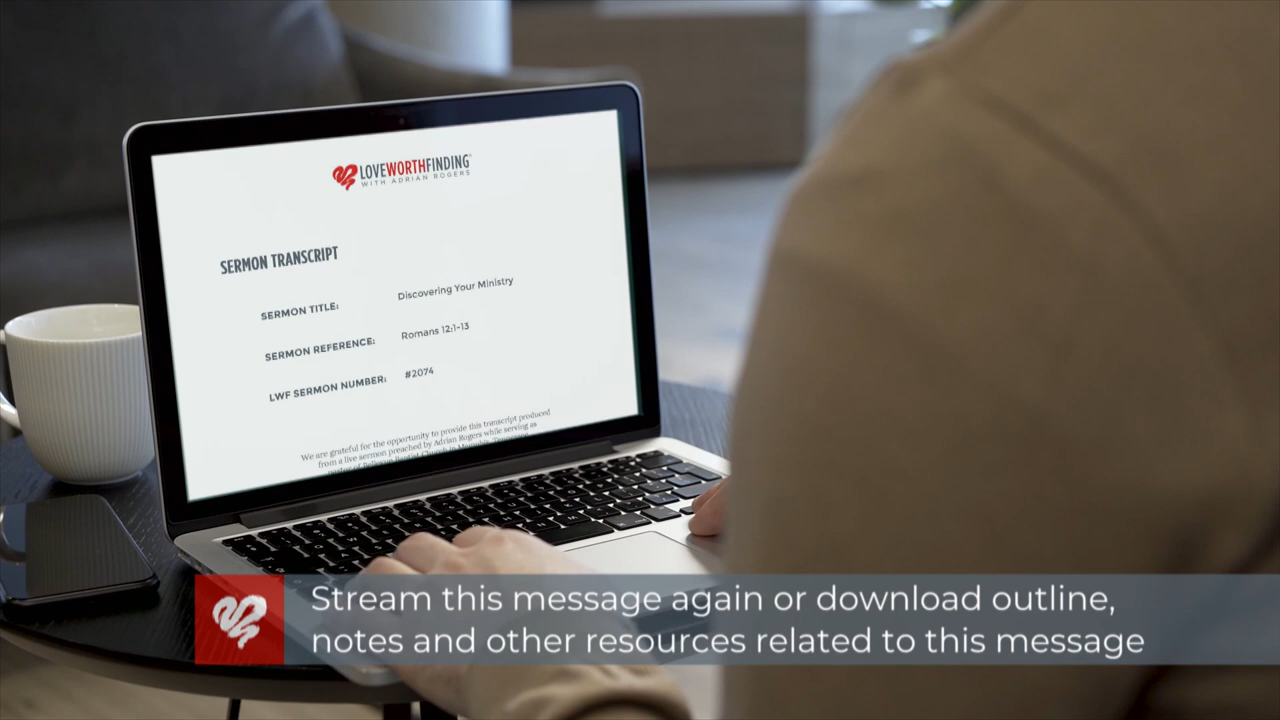 LOVEWORTHFINDING
WITH ADRIAN ROGERS
SERMON TRANSCRIPT
SERMON TITLE: Discovering Your Ministry
SERMON REFERENCE: Romans 12:1-13
LWF SERMON NUMBER: #2074
We are grateful for the opportunity to provide this transcript produced
from a live sermon preached by Adrian Rogers while serving as
Stream this message again or download outline,
notes and other resources related to this message